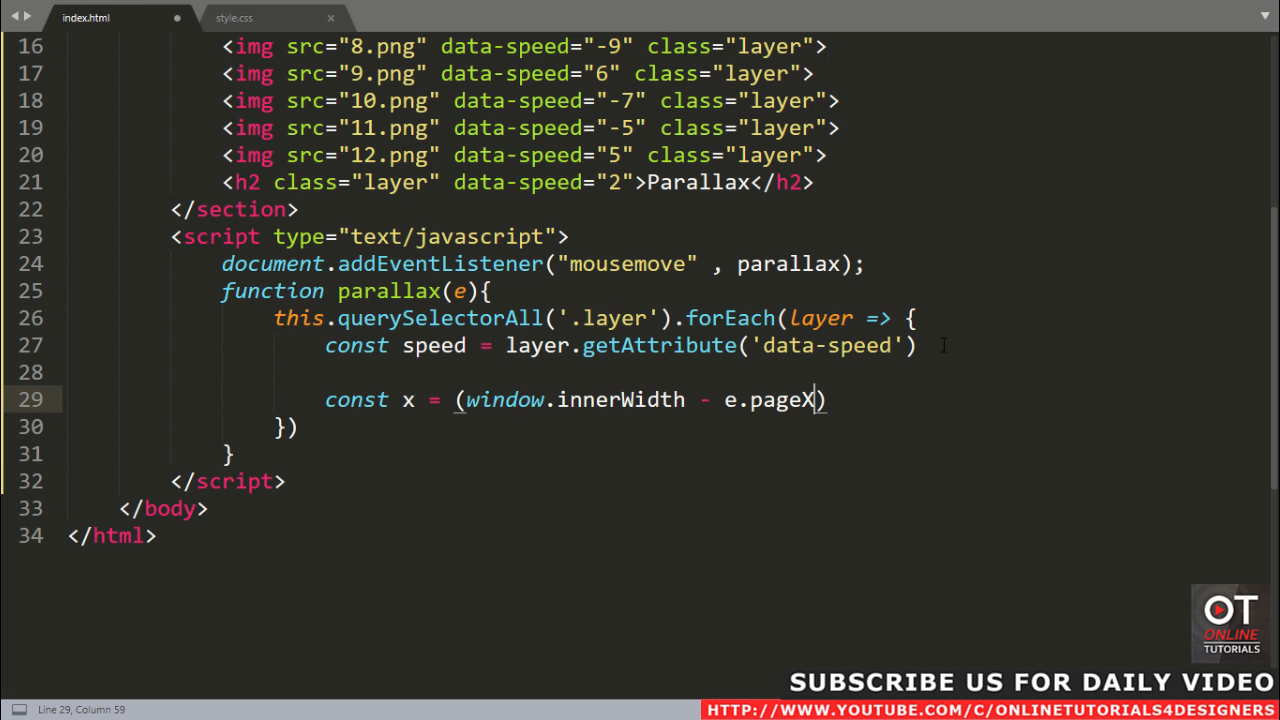 index.html
style.css
16 <img src="8.png" data-speed="-9" class="layer">
17 <img src="9.png" data-speed="6" class="layer">
18 <img src="10.png" data-speed="-7" class="layer">
19 <img src="11.png" data-speed="-5" class="layer">
20 <img src="12.png" data-speed="5" class="layer">
21 <h2 class="layer" data-speed="2">Parallax</h2>
22 </section>
23 <script type="text/javascript">
24 document.addEventListener("mousemove" , parallax);
25 function parallax(e){
26 this.querySelectorAll('.layer').forEach(layer => {
27 const speed = layer.getAttribute('data-speed')
28
29 const x = (window.innerWidth - e.pageX)
30 })
31 }
32 </script>
33 </body>
34 </html>
OT
ONLINE
TUTORIALS
SUBSCRIBE US FOR DAILY VIDEO
Line 29, Column 59
HTTP://WWW.YOUTUBE.COM/C/ONLINETUTORIALS4DESIGNERS